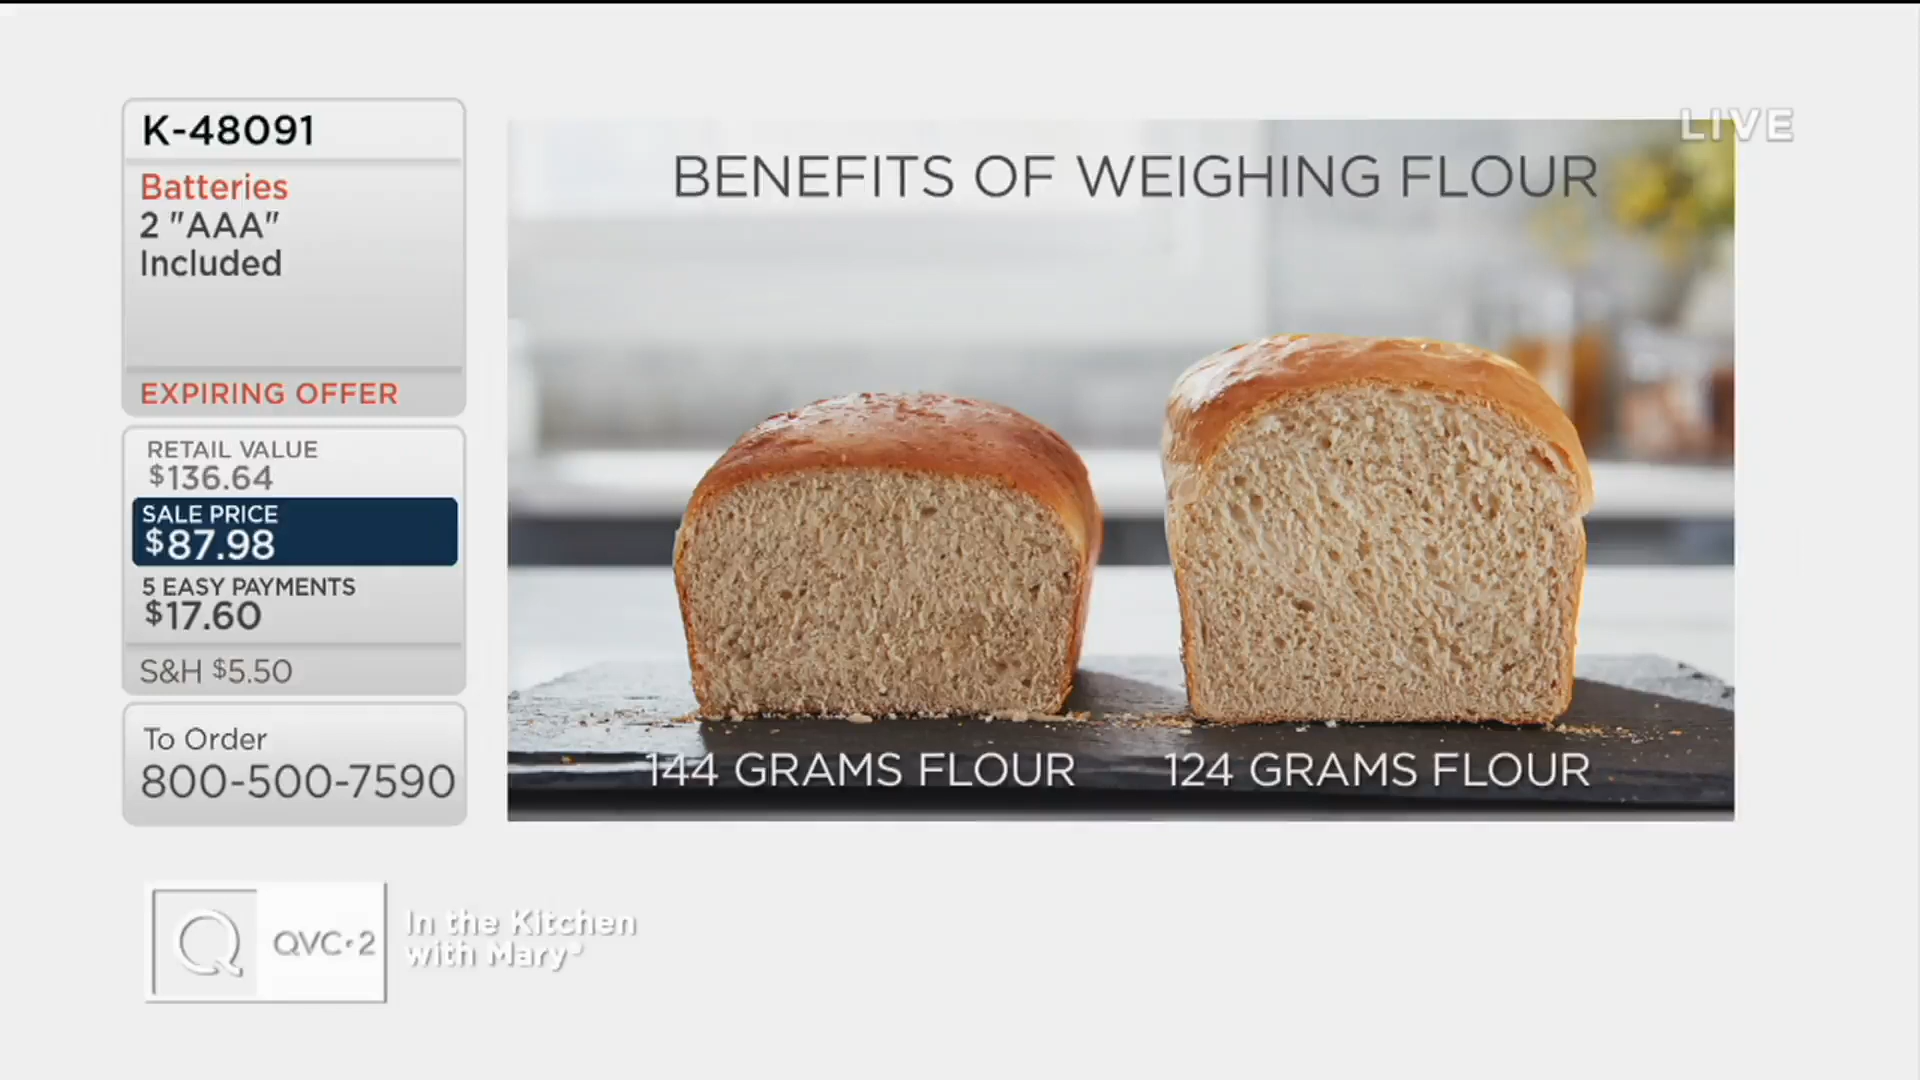 K-48091
Batteries
2 "AAA"
Included
EXPIRING OFFER
RETAIL VALUE
$136.64
SALE PRICE
$87.98
5 EASY PAYMENTS
$17.60
S&H $5.50
To Order
800-500-7590
LIVE
BENEFITS OF WEIGHING FLOUR
144 GRAMS FLOUR
124 GRAMS FLOUR
Q QVC•2
In the Kitchen
with Mary®